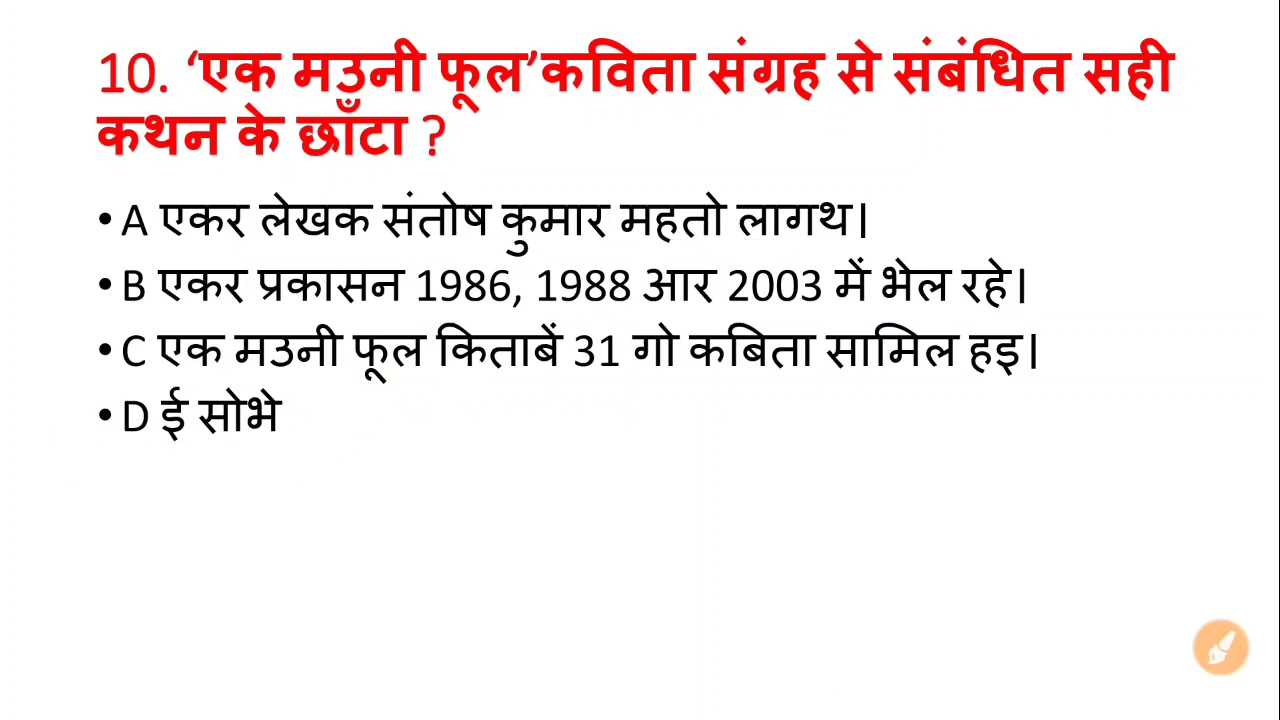 10. ‘एक मउनी फूल’कविता संग्रह से संबंधित सही
कथन के छाँटा ?
• A एकर लेखक संतोष कुमार महतो लागथ।
• B एकर प्रकासन 1986, 1988 आर 2003 में भेल रहे।
• C एक मउनी फूल किताबें 31 गो कबिता सामिल हइ।
• D ई सोभे